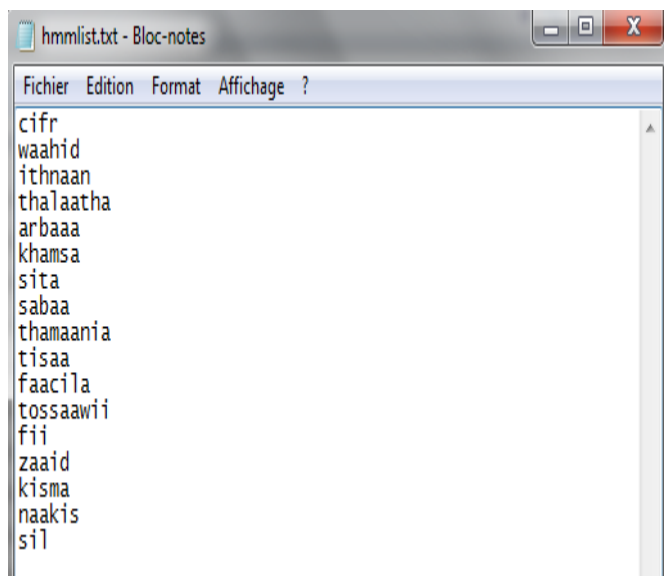 hmmlist.txt - Bloc-notes
Fichier Edition Format Affichage ?
cifr
waahid
ithnaan
thalaatha
arbaaa
khamsa
sita
sabaa
thamaania
tisaa
faacila
tossaawii
fii
zaaid
kisma
naakis
sil